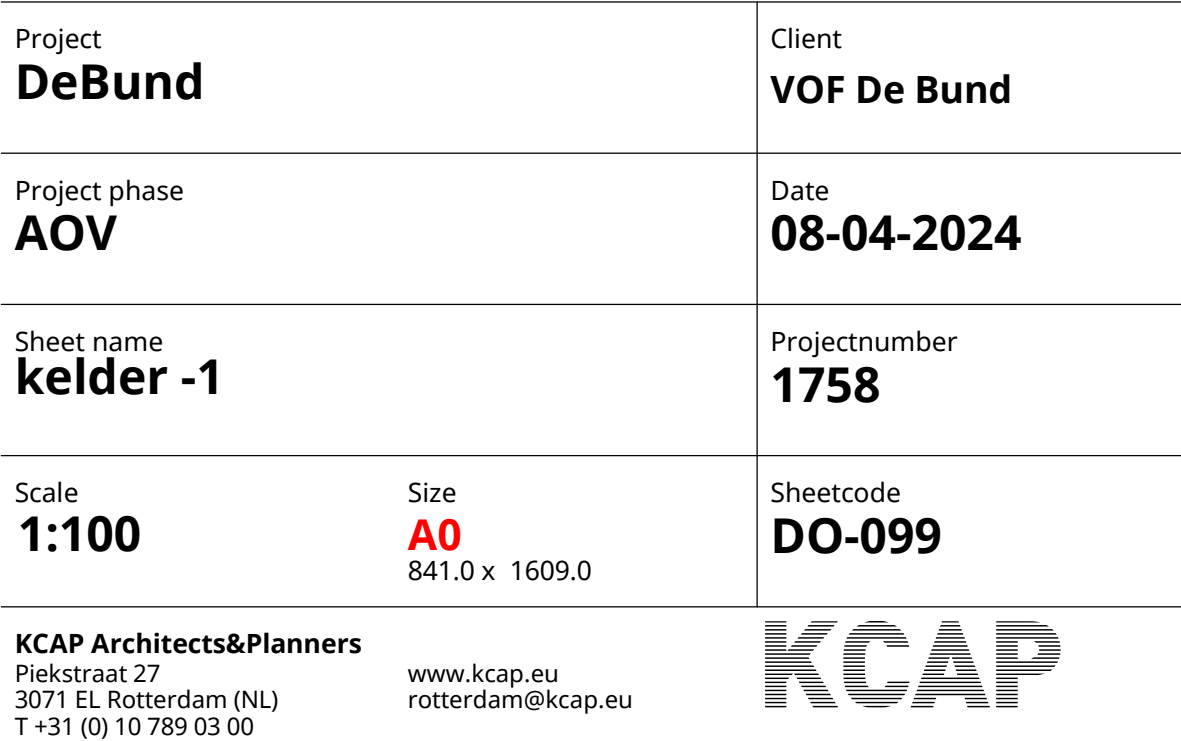 Project
DeBund
Client
VOF De Bund
Project phase
AOV
Date
08-04-2024
Sheet name
kelder -1
Projectnumber
1758
Scale
1:100
Size
A0
841.0 x  1609.0
Sheetcode
DO-099
KCAP Architects&Planners
Piekstraat 27
3071 EL Rotterdam (NL)
T +31 (0) 10 789 03 00
www.kcap.eu
rotterdam@kcap.eu
KCAP